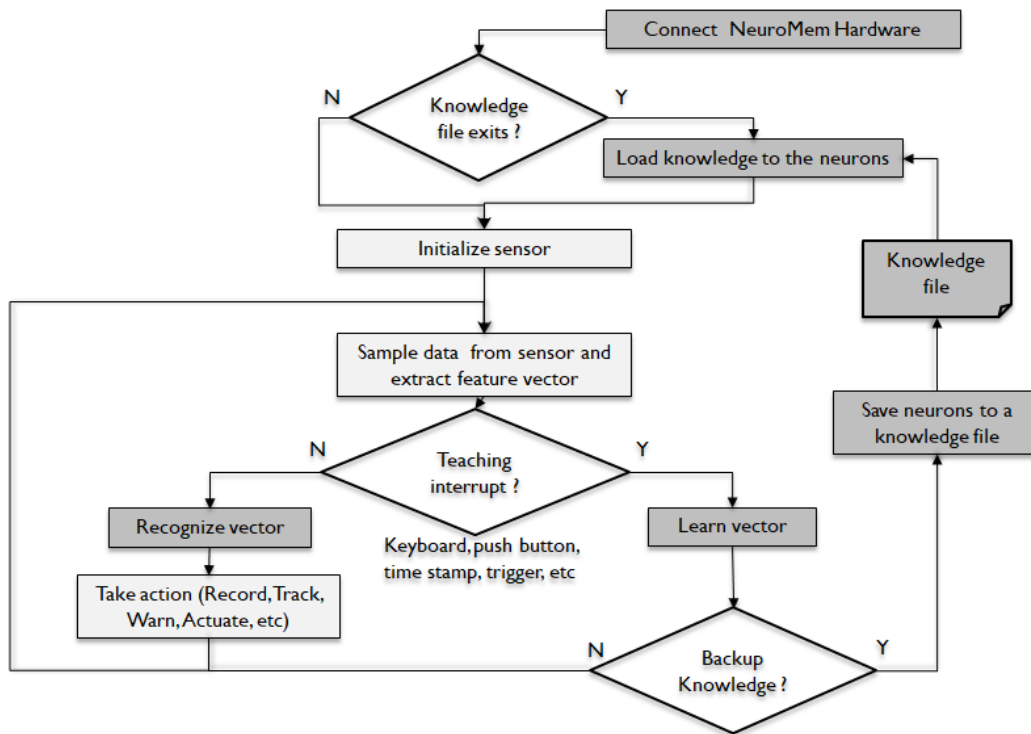 Connect NeuroMem Hardware
N
Y
Knowledge
file exits ?
Load knowledge to the neurons
Initialize sensor
Knowledge
file
Sample data from sensor and
extract feature vector
Save neurons to a
knowledge file
N
Y
Teaching
interrupt ?
Recognize vector
Learn vector
Keyboard, push button,
time stamp, trigger, etc
Take action (Record, Track,
Warn, Actuate, etc)
N
Y
Backup
Knowledge ?